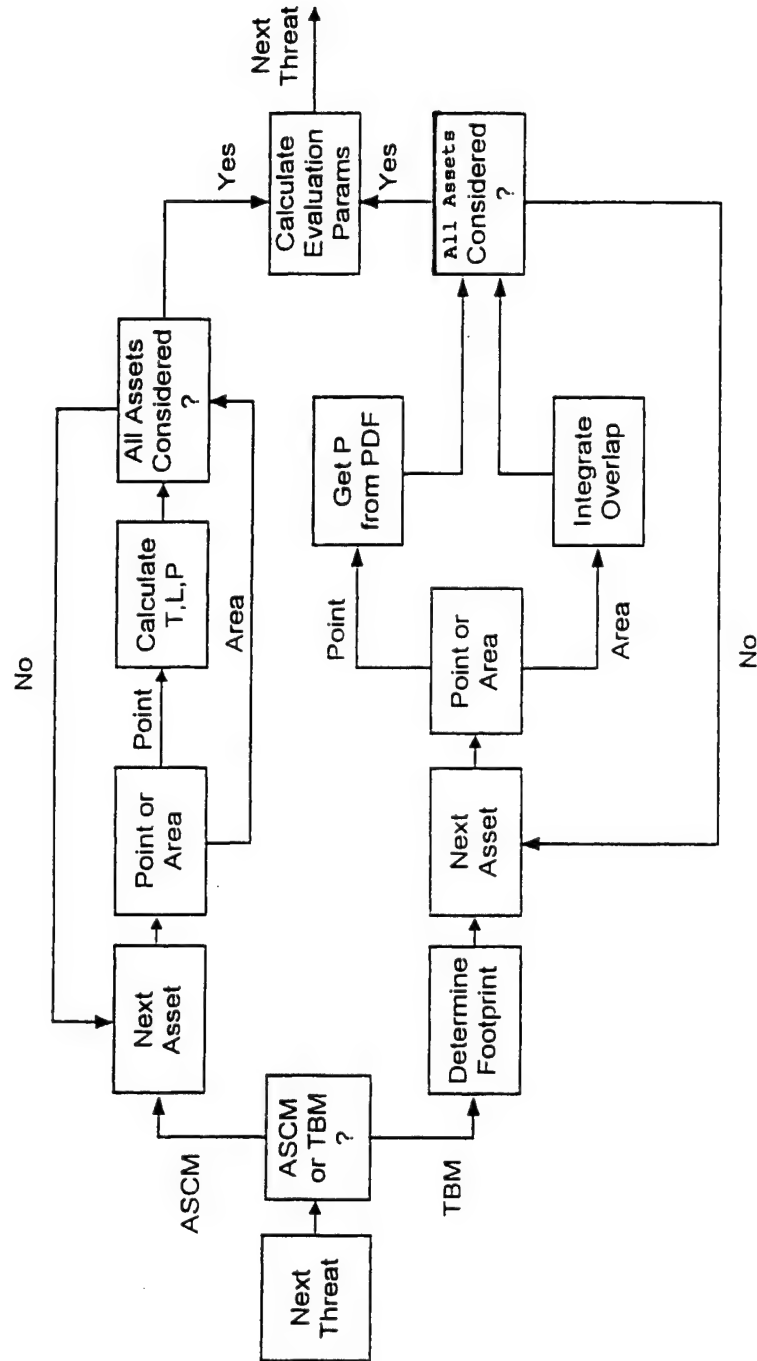 Next
Threat
ASCM
or TBM
?
ASCM
TBM
Next
Asset
Point or
Area
Point
Area
Calculate
T,L,P
All Assets
Considered
?
No
Yes
Determine
Footprint
Next
Asset
Point or
Area
Point
Area
Get P
from PDF
Integrate
Overlap
All Assets
Considered
?
No
Yes
Calculate
Evaluation
Params
Next
Threat